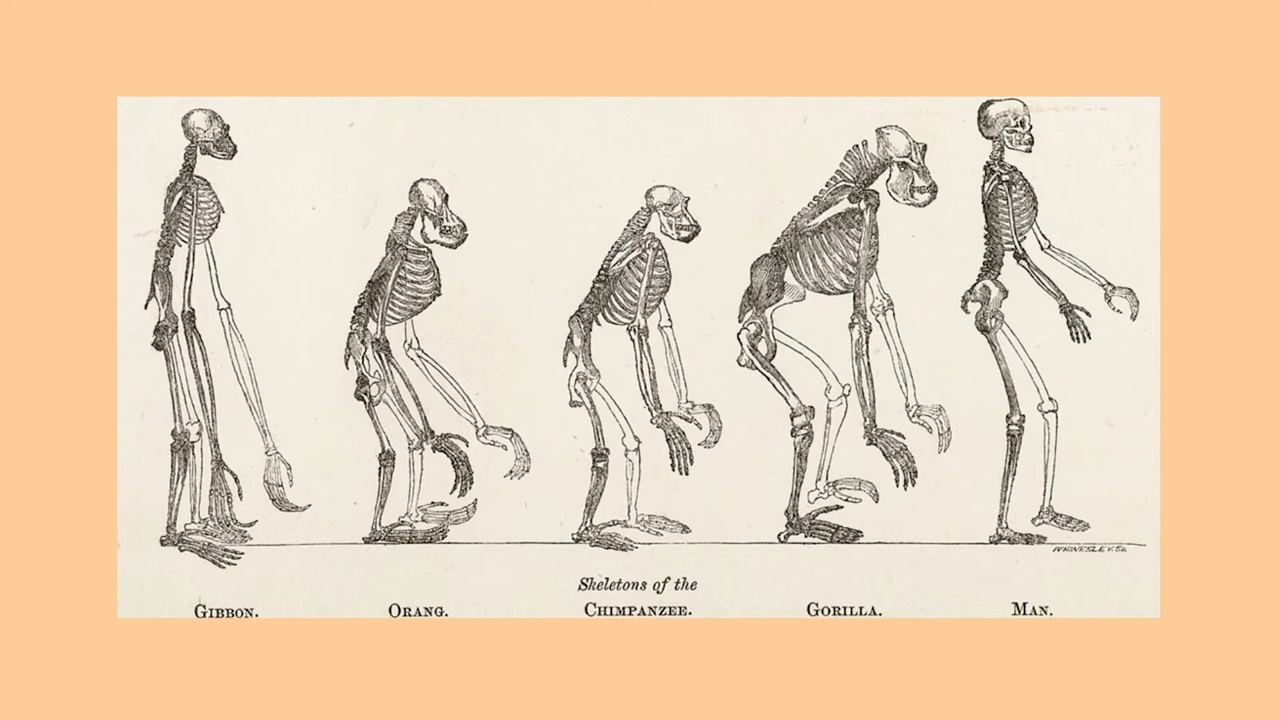 Skeletons of the
GIBBON. ORANG. CHIMPANZEE. GORILLA. MAN.